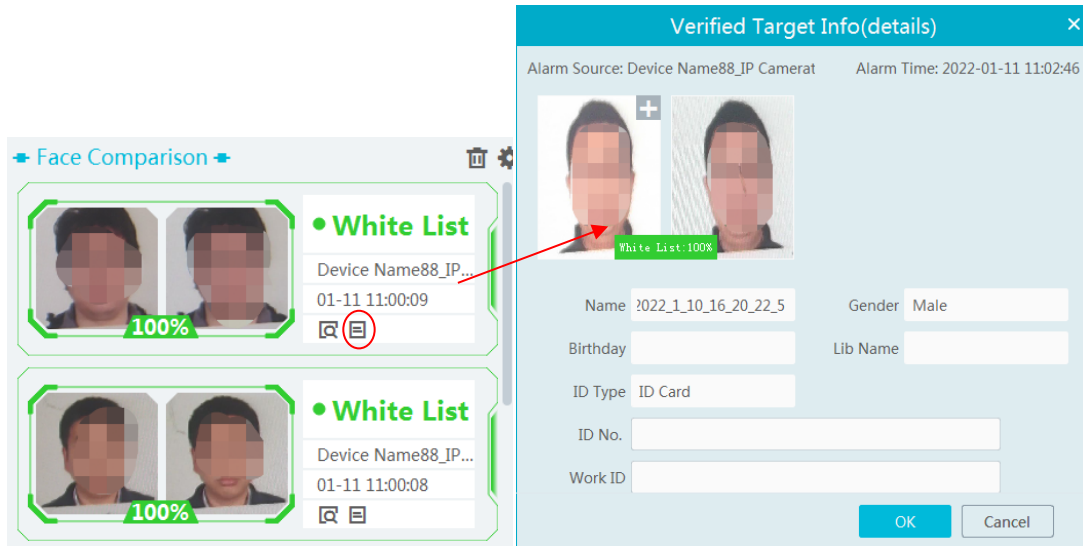 Face Comparison
White List
Device Name88_IP...
01-11 11:00:09
100%
White List
Device Name88_IP...
01-11 11:00:08
100%
Verified Target Info(details)
Alarm Source: Device Name88_IP Camerat Alarm Time: 2022-01-11 11:02:46
White List:100%
Name 2022_1_10_16_20_22_5 Gender Male
Birthday Lib Name
ID Type ID Card
ID No.
Work ID
OK Cancel